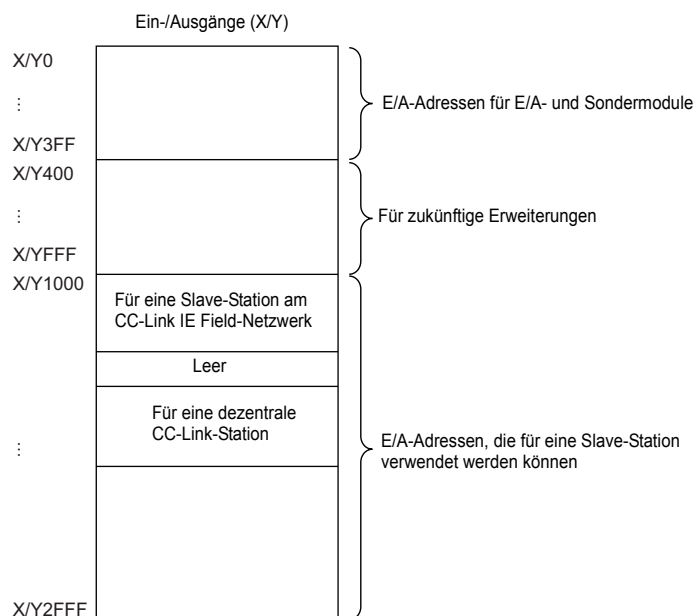 Ein-/Ausgänge (X/Y)
X/Y0
⋮
X/Y3FF
E/A-Adressen für E/A- und Sondermodule
X/Y400
⋮
X/YFFF
Für zukünftige Erweiterungen
X/Y1000
Für eine Slave-Station am
CC-Link IE Field-Netzwerk
Leer
Für eine dezentrale
CC-Link-Station
⋮
E/A-Adressen, die für eine Slave-Station
verwendet werden können
X/Y2FFF